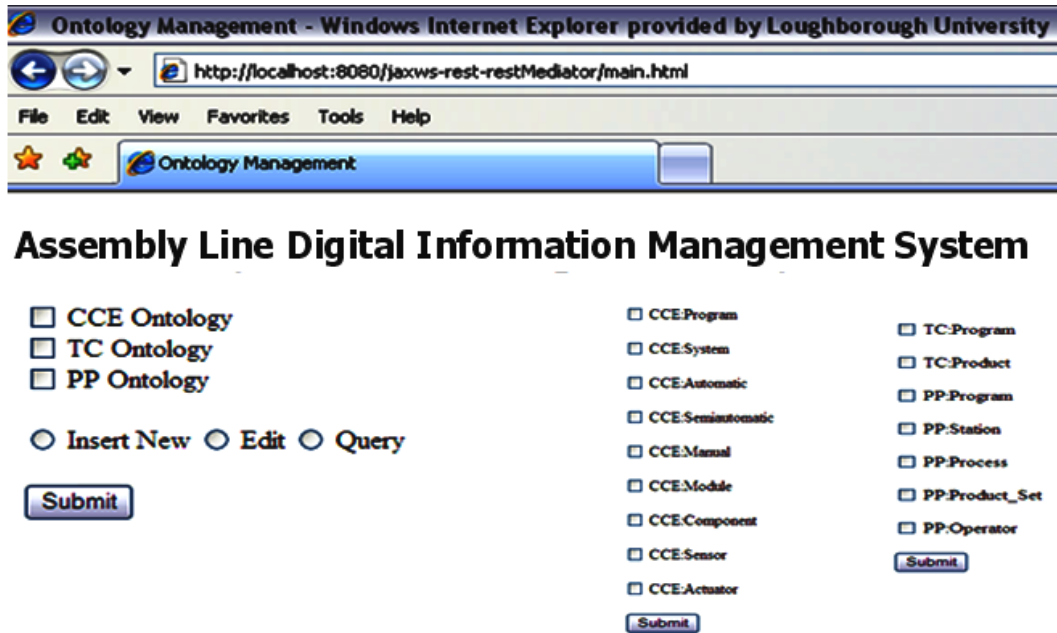 Ontology Management - Windows Internet Explorer provided by Loughborough University
http://localhost:8080/jaxws-rest-restMediator/main.html
File Edit View Favorites Tools Help
Ontology Management
Assembly Line Digital Information Management System
CCE Ontology
TC Ontology
PP Ontology
Insert New Edit Query
Submit
CCE:Program
CCE:System
CCE:Automatic
CCE:Semiautomatic
CCE:Manual
CCE:Module
CCE:Component
CCE:Sensor
CCE:Actuator
Submit
TC:Program
TC:Product
PP:Program
PP:Station
PP:Process
PP:Product_Set
PP:Operator
Submit